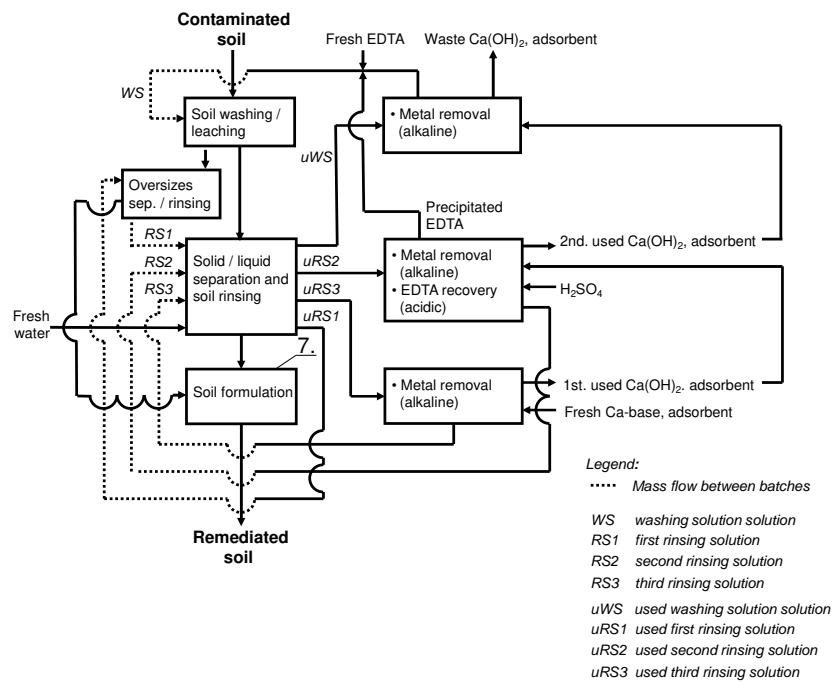 Contaminated
soil
Fresh EDTA
Waste Ca(OH)2, adsorbent
WS
Soil washing /
leaching
• Metal removal
(alkaline)
uWS
Oversizes
sep. / rinsing
Precipitated
EDTA
RS1
RS2
RS3
Solid / liquid
separation and
soil rinsing
uRS2
uRS3
uRS1
• Metal removal
(alkaline)
• EDTA recovery
(acidic)
2nd. used Ca(OH)2, adsorbent
H2SO4
Fresh
water
7.
Soil formulation
• Metal removal
(alkaline)
1st. used Ca(OH)2. adsorbent
Fresh Ca-base, adsorbent
Remediated
soil
Legend:
Mass flow between batches
WS washing solution solution
RS1 first rinsing solution
RS2 second rinsing solution
RS3 third rinsing solution
uWS used washing solution solution
uRS1 used first rinsing solution
uRS2 used second rinsing solution
uRS3 used third rinsing solution